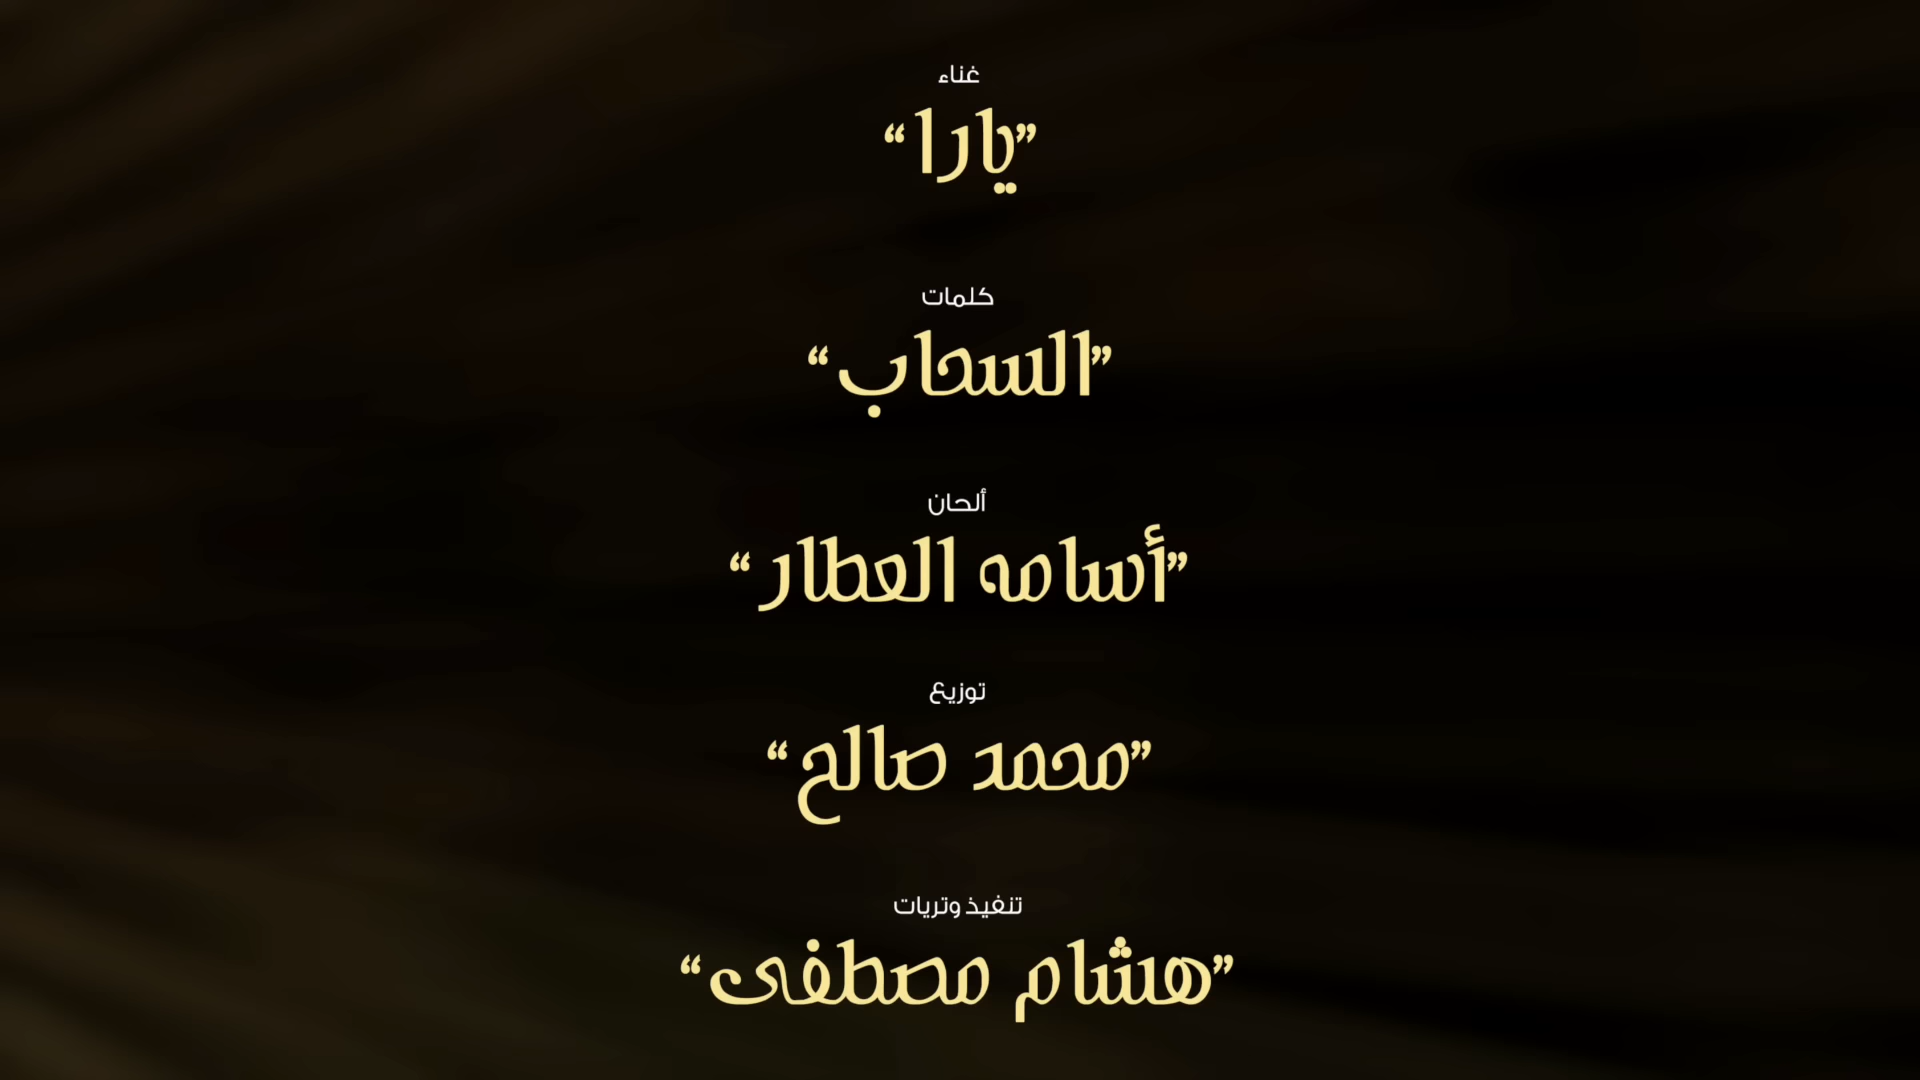 غناء
”يارا“
كلمات
”السحاب“
ألحان
”أسامه العطار“
توزيع
”محمد صالح“
تنفيذ وتريات
”هشام مصطفى“